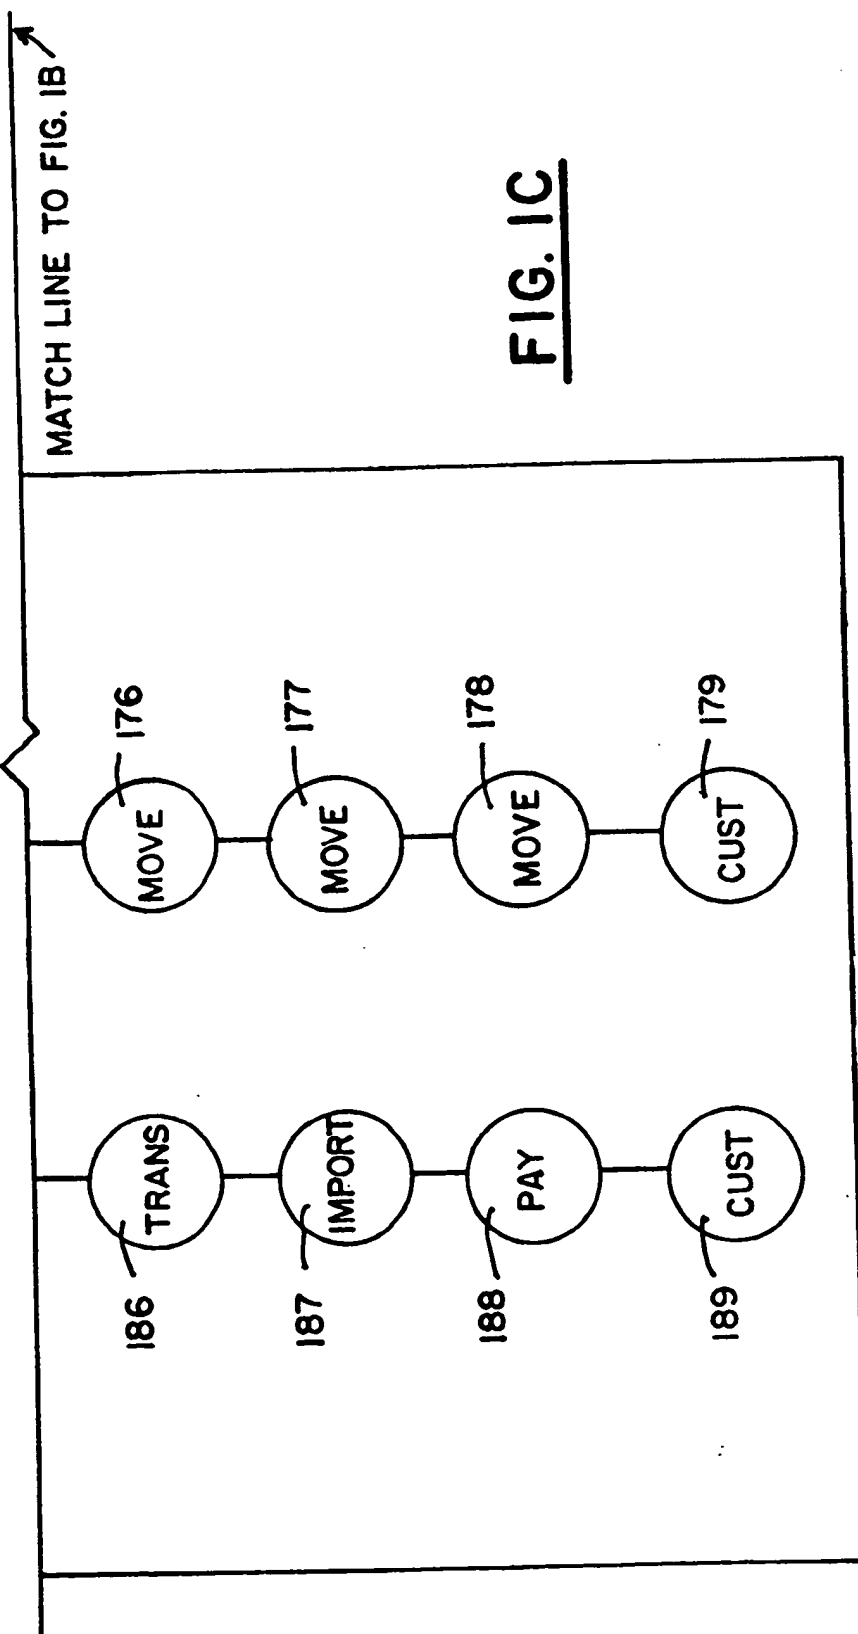 MATCH LINE TO FIG. 1B
FIG. 1C
MOVE
176
MOVE
177
MOVE
178
CUST
179
TRANS
186
IMPORT
187
PAY
188
CUST
189